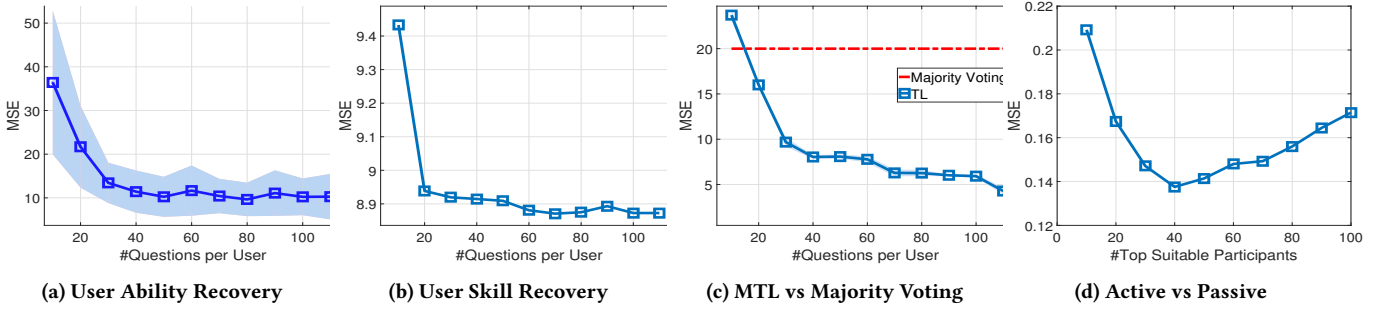 50
40
30
20
10
MSE
20 40 60 80 100
#Questions per User
(a) User Ability Recovery
9.4
9.3
9.2
9.1
9
8.9
MSE
20 40 60 80 100
#Questions per User
(b) User Skill Recovery
20
15
10
5
MSE
Majority Voting
TL
20 40 60 80 100
#Questions per User
(c) MTL vs Majority Voting
0.22
0.2
0.18
0.16
0.14
0.12
MSE
0 20 40 60 80 100
#Top Suitable Participants
(d) Active vs Passive